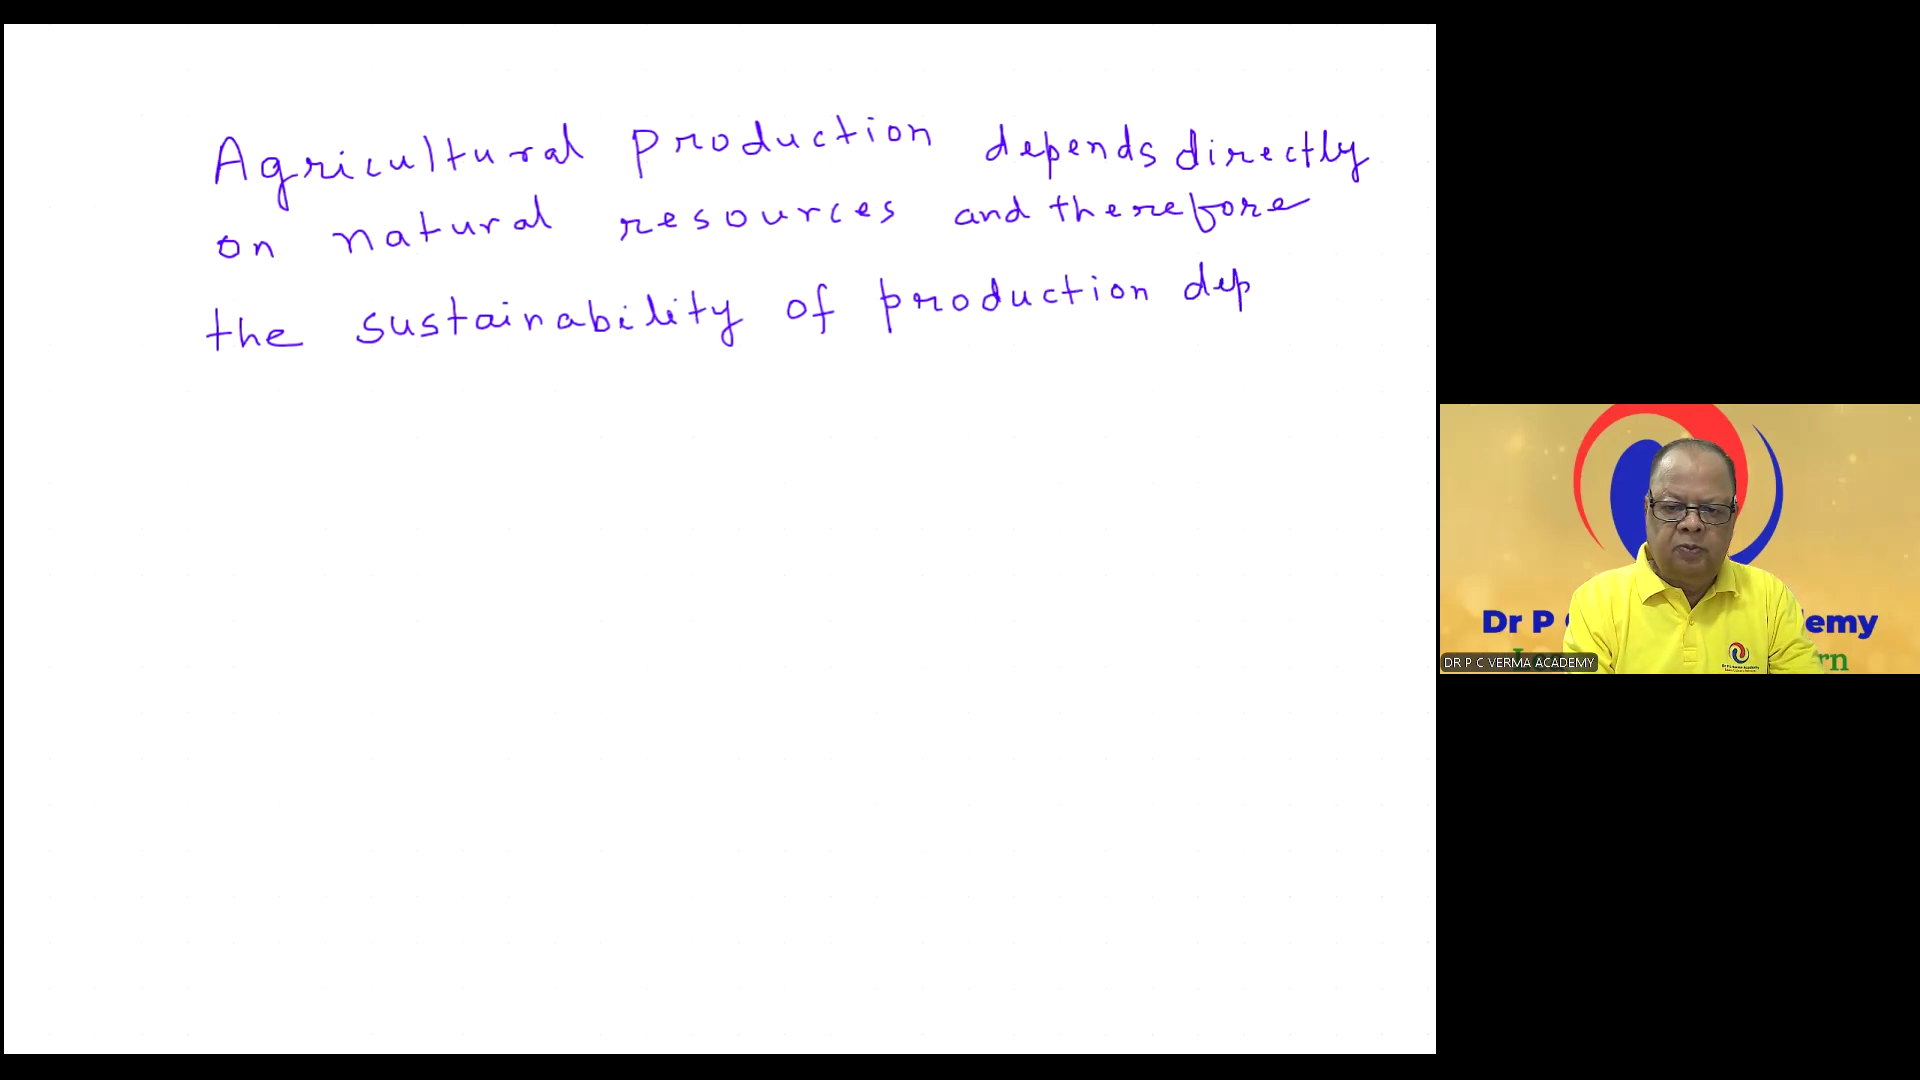 Agricultural production depends directly
on natural resources and therefore
the sustainability of production dep
Dr P
emy
DR P C VERMA ACADEMY
rn